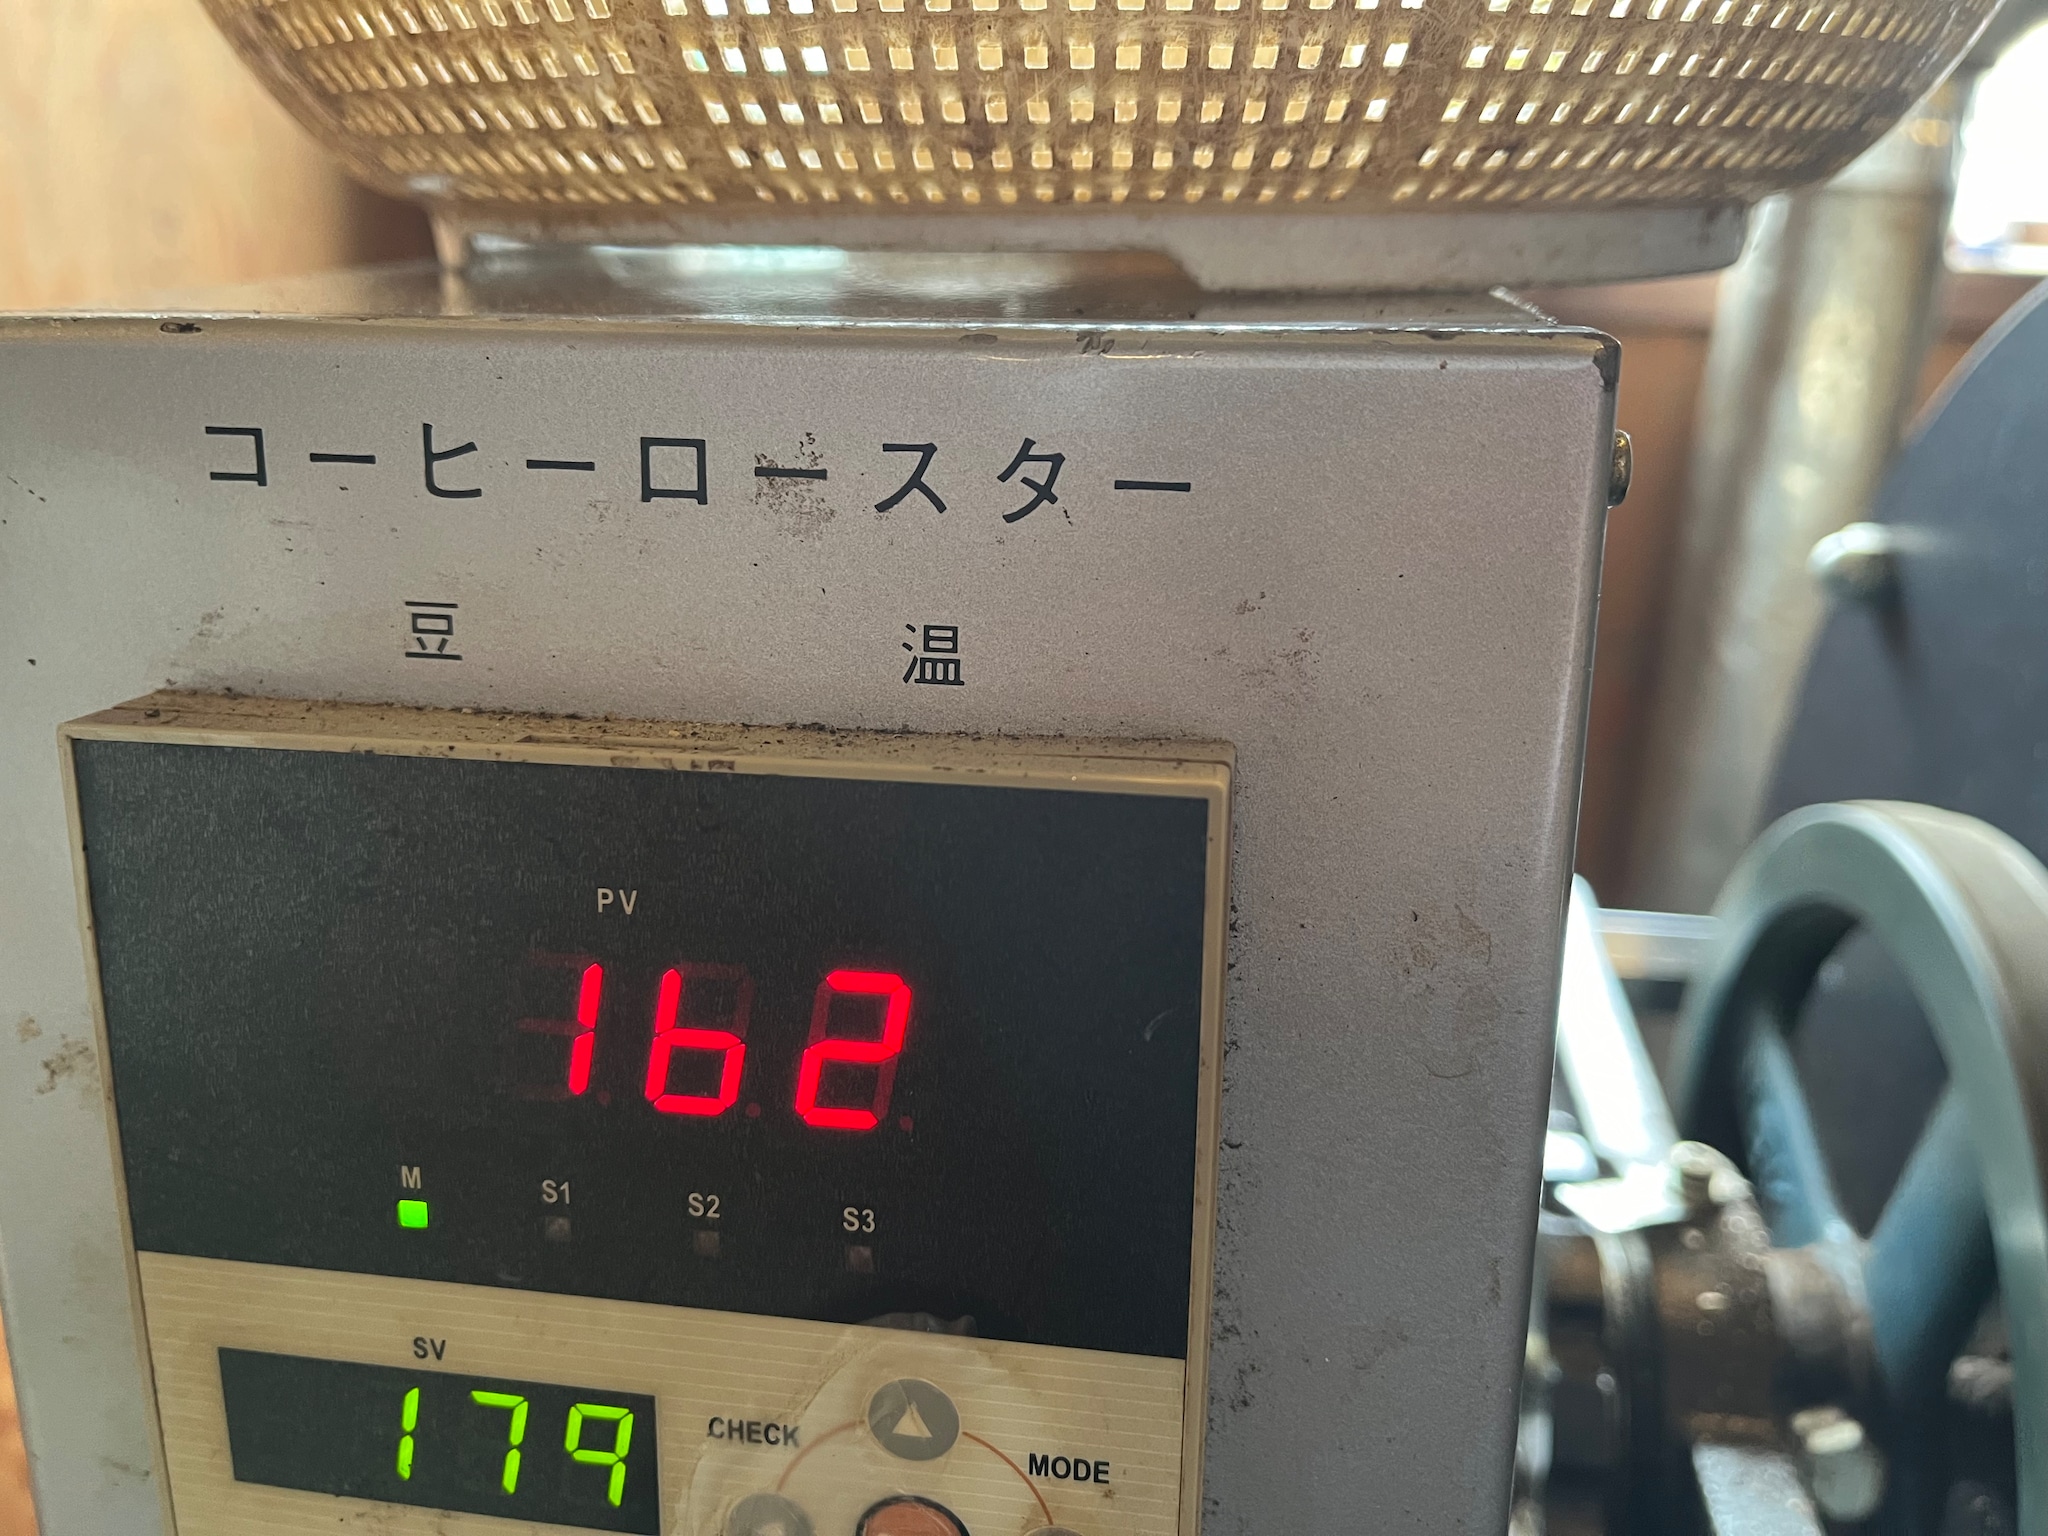 コーヒーロースター
豆 温
PV
162
M S1 S2 S3
SV
179
CHECK
MODE